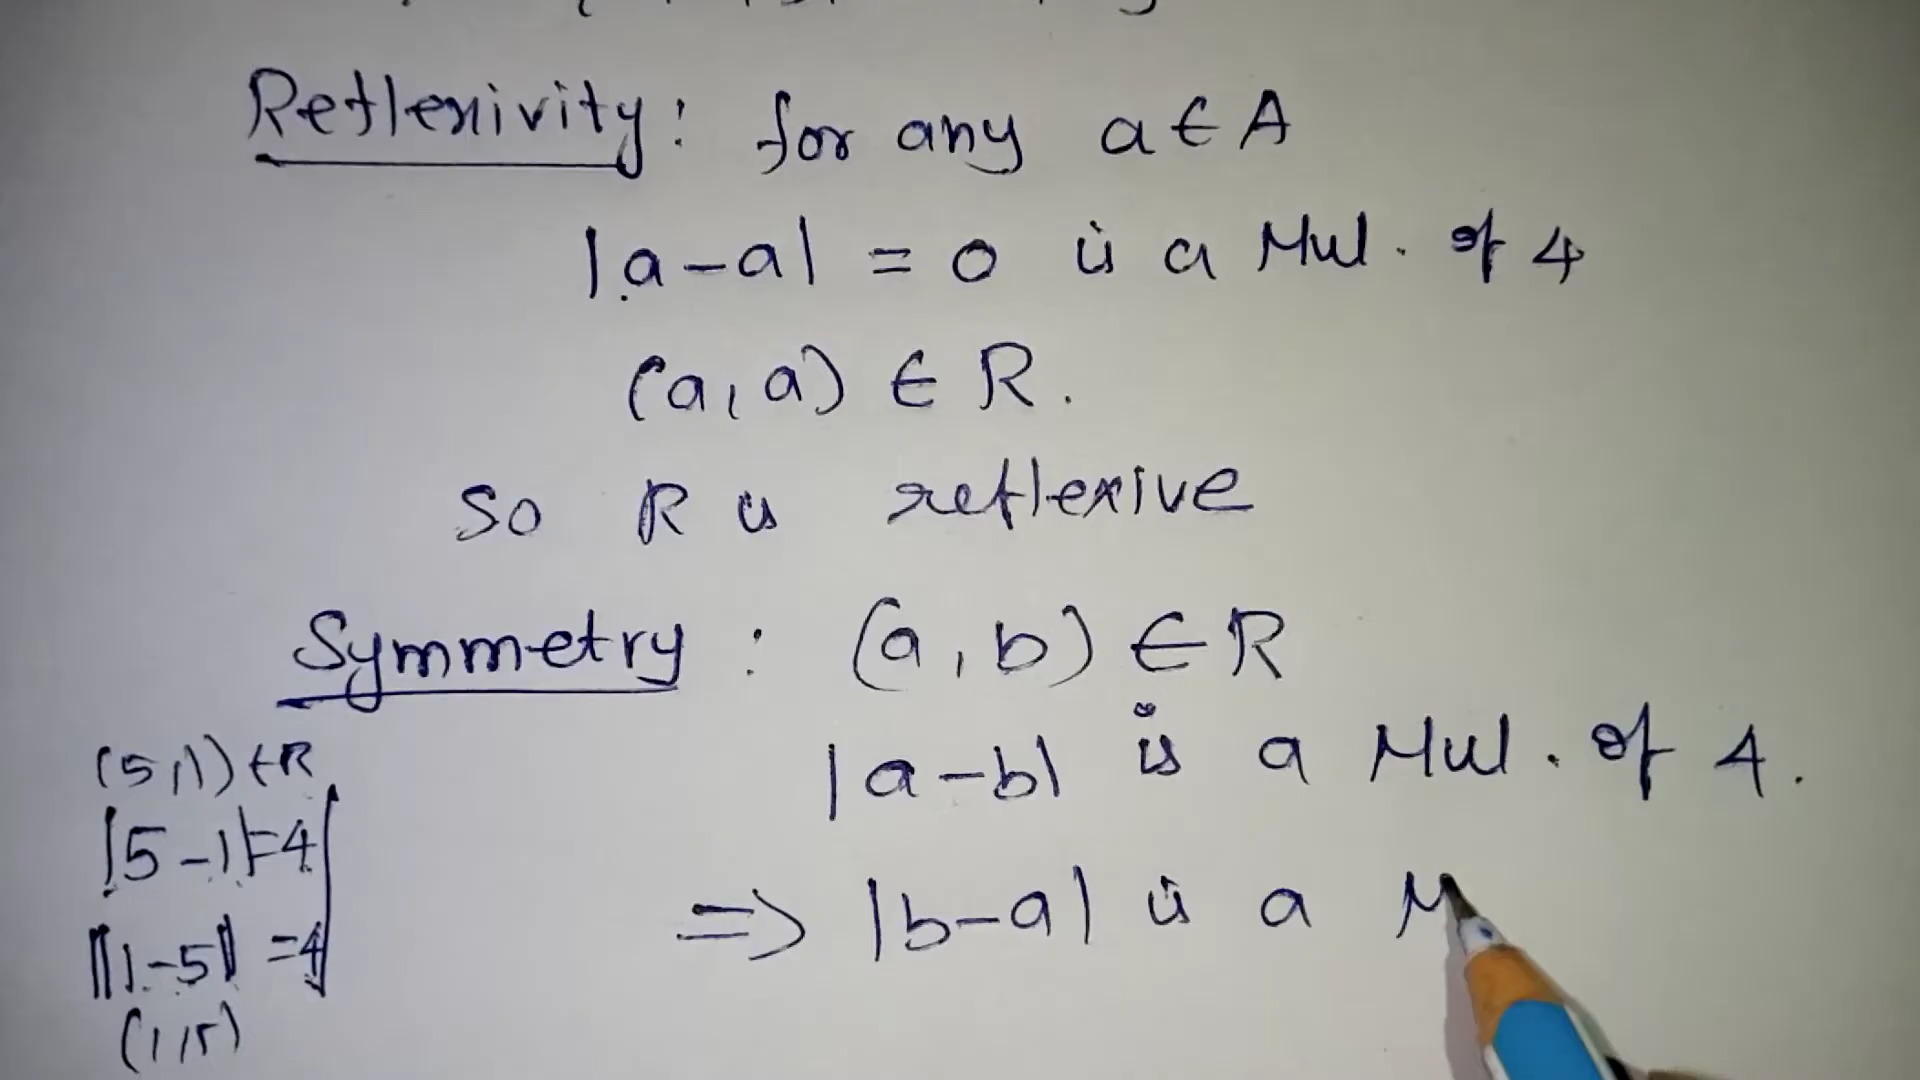 Reflexivity: for any a ∈ A
|a-a| = 0 is a Mul. of 4
(a, a) ∈ R.
So R is reflexive
Symmetry : (a, b) ∈ R
|a-b| is a Mul. of 4.
⇒ |b-a| is a M
(5,1) ∈ R
|5-1|=4
||1-5|| =4
(1,5)